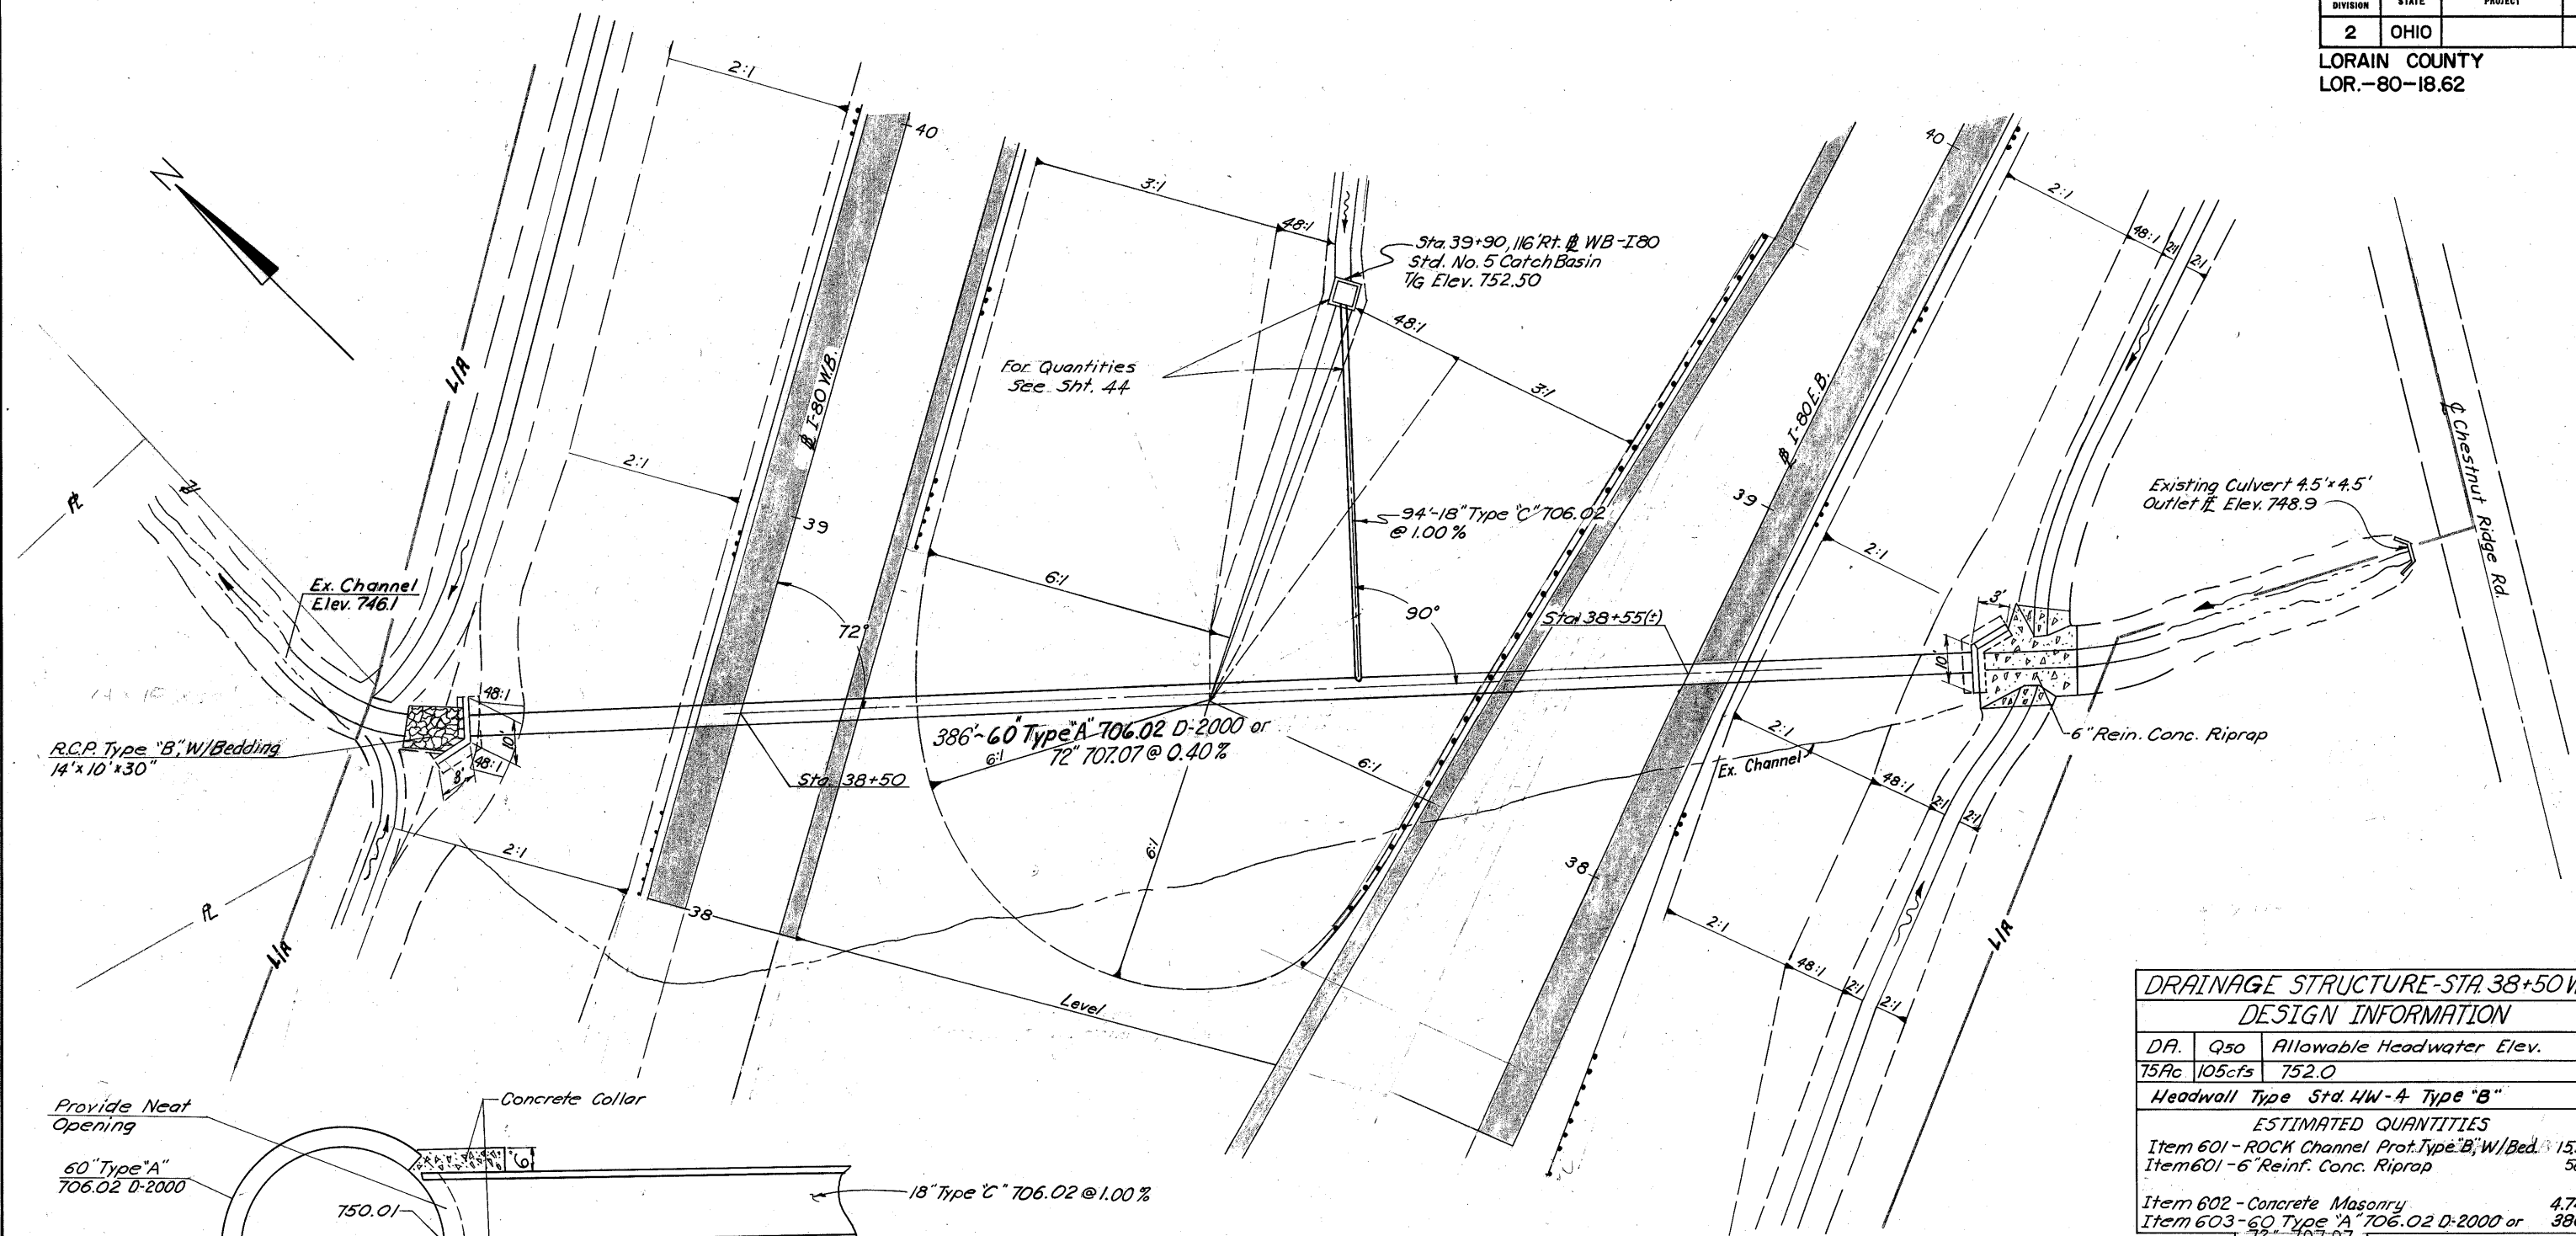 DIVISION STATE PROJECT
2 OHIO
LORAIN COUNTY
LOR.-80-18.62
2:1
40
N
3:1
48:1
Sta. 39+90, 116' Rt. ℄ WB-I80
Std. No. 5 Catch Basin
T/G Elev. 752.50
48:1
3:1
40
2:1
48:1
2:1
2:1
L/A
℄ I-80 W.B.
For Quantities
See Sht. 44
℄ I-80 E.B.
℄ Chestnut Ridge Rd.
2:1
39
39
Existing Culvert 4.5'x4.5'
Outlet ℄ Elev. 748.9
94'-18" Type "C" 706.02
@ 1.00 %
2:1
PL
Ex. Channel
Elev. 746.1
6:1
72°
90°
Sta. 38+55(±)
3'
10'
48:1
10'
48:1
8'
R.C.P. Type "B", W/Bedding
14'x10'x30"
386'-60" Type "A" 706.02 D-2000 or
72" 707.07 @ 0.40%
6:1
6:1
Sta. 38+50
2:1
Ex. Channel
48:1
2:1
2:1
6" Rein. Conc. Riprap
2:1
6:1
38
38
PL
L/A
2:1
48:1
2:1
2:1
L/A
Level
DRAINAGE STRUCTURE-STA. 38+50 W
DESIGN INFORMATION
DA. Q50 Allowable Headwater Elev.
75Ac 105cfs 752.0
Headwall Type Std. HW-4 Type "B"
ESTIMATED QUANTITIES
Item 601 - ROCK Channel Prot. Type "B", W/Bed. 15
Item 601 - 6" Reinf. Conc. Riprap
Item 602 - Concrete Masonry 4.7
Item 603 - 60 Type "A" 706.02 D-2000 or 38
72" 707.07
Provide Neat
Opening
Concrete Collar
6"
60" Type "A"
706.02 D-2000
18" Type "C" 706.02 @ 1.00 %
750.01